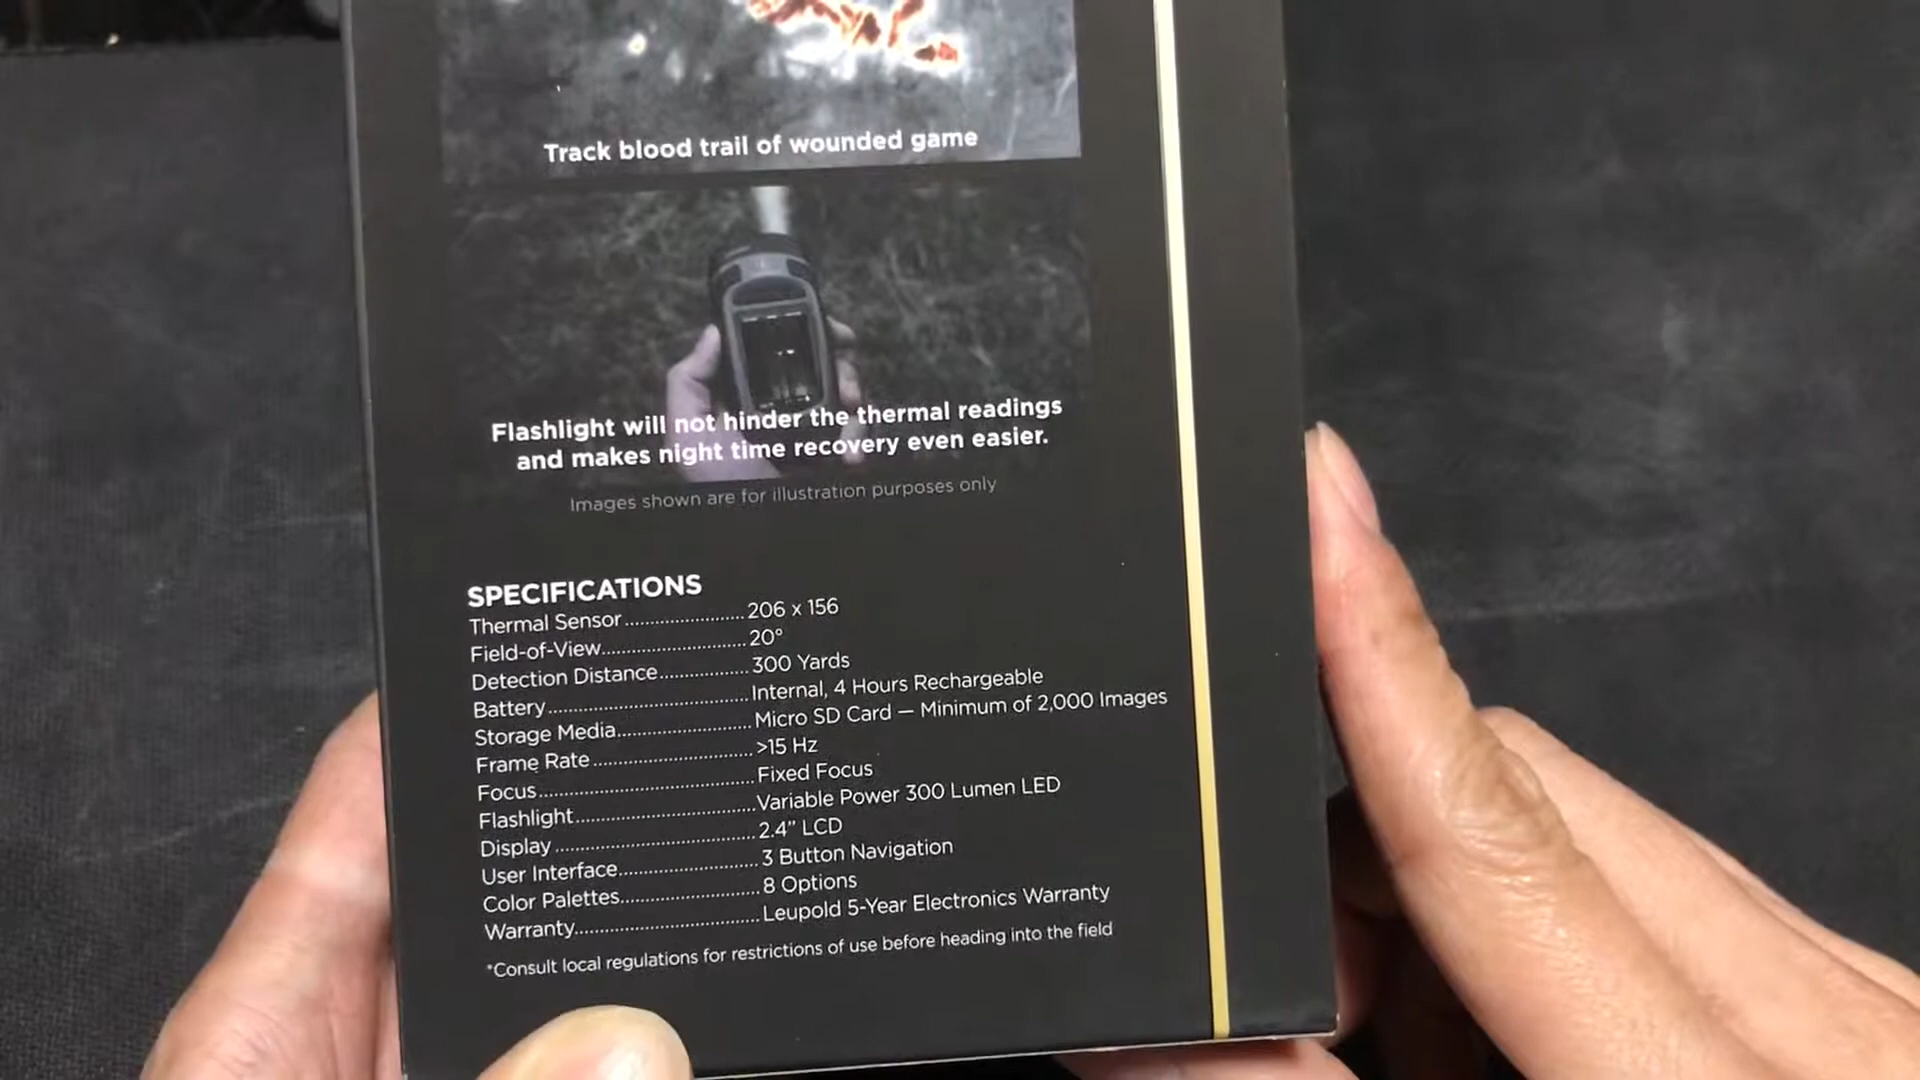 Track blood trail of wounded game
Flashlight will not hinder the thermal readings
and makes night time recovery even easier.
Images shown are for illustration purposes only
SPECIFICATIONS
Thermal Sensor........................206 x 156
Field-of-View.............................20°
Detection Distance..................300 Yards
Battery........................................Internal, 4 Hours Rechargeable
Storage Media...........................Micro SD Card — Minimum of 2,000 Images
Frame Rate................................>15 Hz
Focus...........................................Fixed Focus
Flashlight....................................Variable Power 300 Lumen LED
Display........................................2.4” LCD
User Interface............................3 Button Navigation
Color Palettes............................8 Options
Warranty.....................................Leupold 5-Year Electronics Warranty
*Consult local regulations for restrictions of use before heading into the field